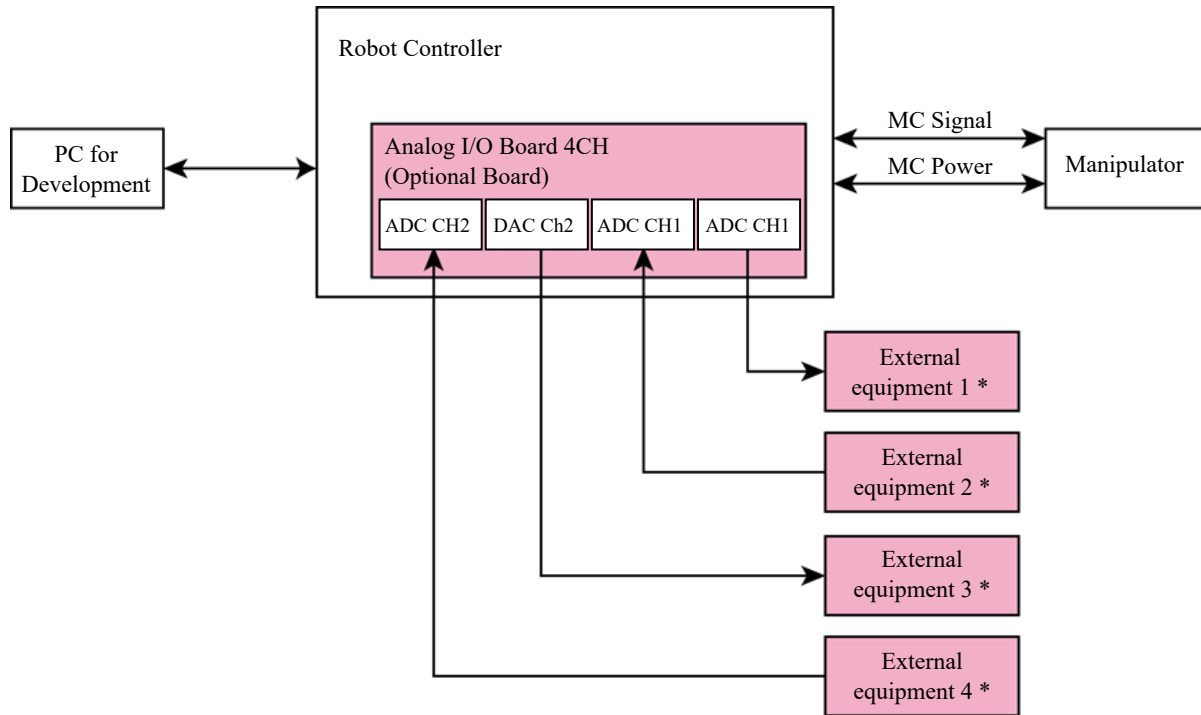 Robot Controller
MC Signal
MC Power
PC for
Development
Manipulator
Analog I/O Board 4CH
(Optional Board)
ADC CH2
DAC Ch2
ADC CH1
ADC CH1
External
equipment 1 *
External
equipment 2 *
External
equipment 3 *
External
equipment 4 *